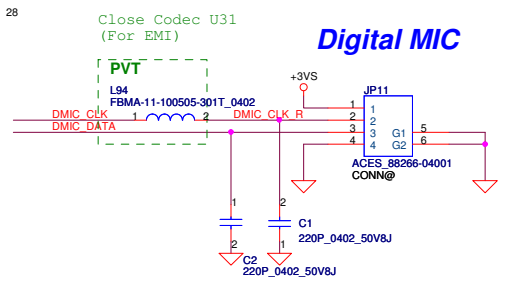 28
Close Codec U31
(For EMI)
Digital MIC
PVT
L94
FBMA-11-100505-301T_0402
+3VS
JP11
DMIC_CLK
1
2
DMIC_CLK_R
DMIC_DATA
1
2
3
4
1
2
3
4
G1
G2
5
6
ACES_88266-04001
CONN@
1
2
C2
220P_0402_50V8J
2
1
C1
220P_0402_50V8J